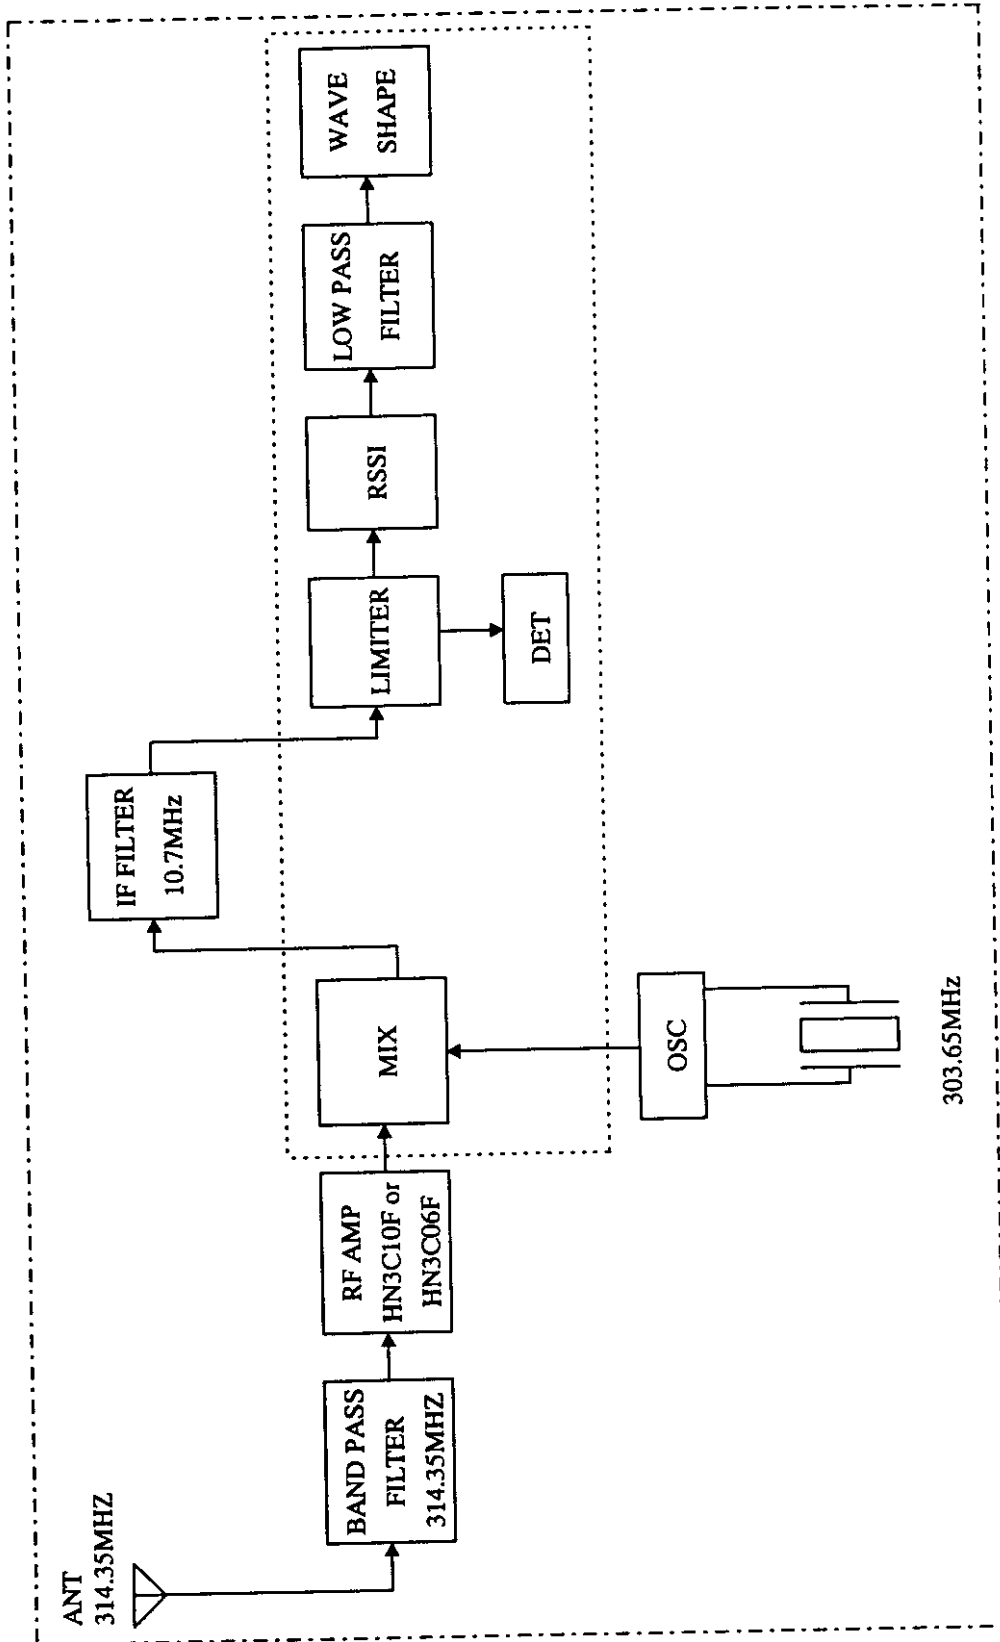 ANT
314.35MHZ
BAND PASS
FILTER
314.35MHZ
RF AMP
HN3C10F or
HN3C06F
MIX
OSC
303.65MHz
IF FILTER
10.7MHz
LIMITER
DET
RSSI
LOW PASS
FILTER
WAVE
SHAPE